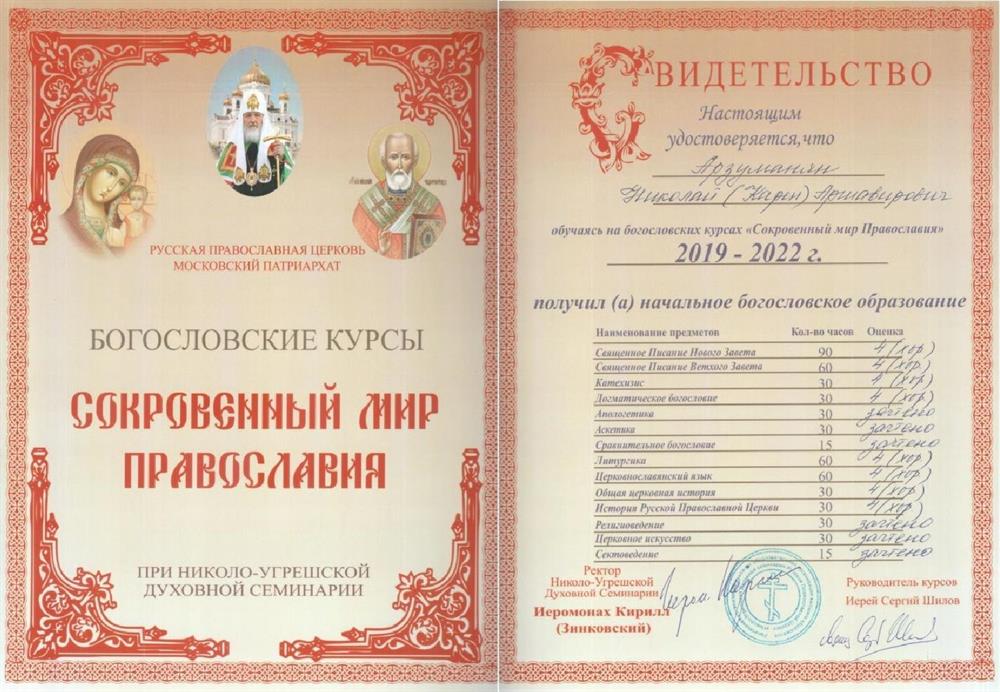 РУССКАЯ ПРАВОСЛАВНАЯ ЦЕРКОВЬ
МОСКОВСКИЙ ПАТРИАРХАТ
БОГОСЛОВСКИЕ КУРСЫ
СОКРОВЕННЫЙ МИР
ПРАВОСЛАВИЯ
ПРИ НИКОЛО-УГРЕШСКОЙ
ДУХОВНОЙ СЕМИНАРИИ
СВИДЕТЕЛЬСТВО
Настоящим
удостоверяется,что
Арзуманян
Николай (Карен) Аршавирович
обучаясь на богословских курсах «Сокровенный мир Православия»
2019 - 2022 г.
получил (а) начальное богословское образование
Наименование предметов Кол-во часов Оценка
Священное Писание Нового Завета 90 4 (хор)
Священное Писание Ветхого Завета 60 4 (хор)
Катехизис 30 4 (хор)
Догматическое богословие 30 4 (хор)
Апологетика 30 зачтено
Аскетика 30 зачтено
Сравнительное богословие 15 зачтено
Литургика 60 4 (хор)
Церковнославянский язык 60 4 (хор)
Общая церковная история 30 4 (хор)
История Русской Православной Церкви 30 4 (хор)
Религиоведение 30 зачтено
Церковное искусство 30 зачтено
Сектоведение 15 зачтено
Ректор
Николо-Угрешской
Духовной Семинарии
Иеромонах Кирилл
(Зинковский)
Руководитель курсов
Иерей Сергий Шилов